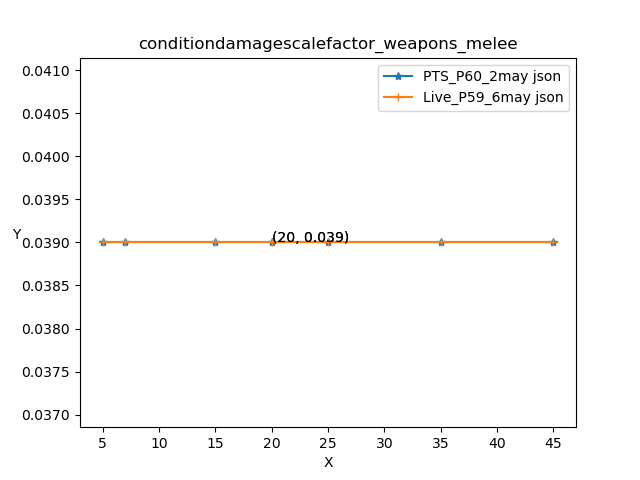 conditiondamagescalefactor_weapons_melee
PTS_P60_2may json
Live_P59_6may json
0.0410
0.0405
0.0400
0.0395
0.0390
0.0385
0.0380
0.0375
0.0370
Y
(20, 0.039)
5 10 15 20 25 30 35 40 45
X